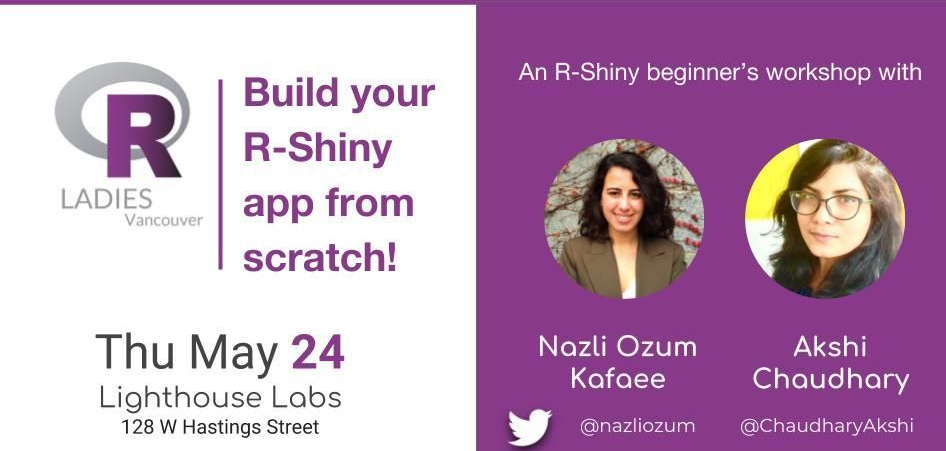 R
LADIES
Vancouver
Build your
R-Shiny
app from
scratch!
Thu May 24
Lighthouse Labs
128 W Hastings Street
An R-Shiny beginner's workshop with
Nazli Ozum
Kafaee
@nazliozum
Akshi
Chaudhary
@ChaudharyAkshi